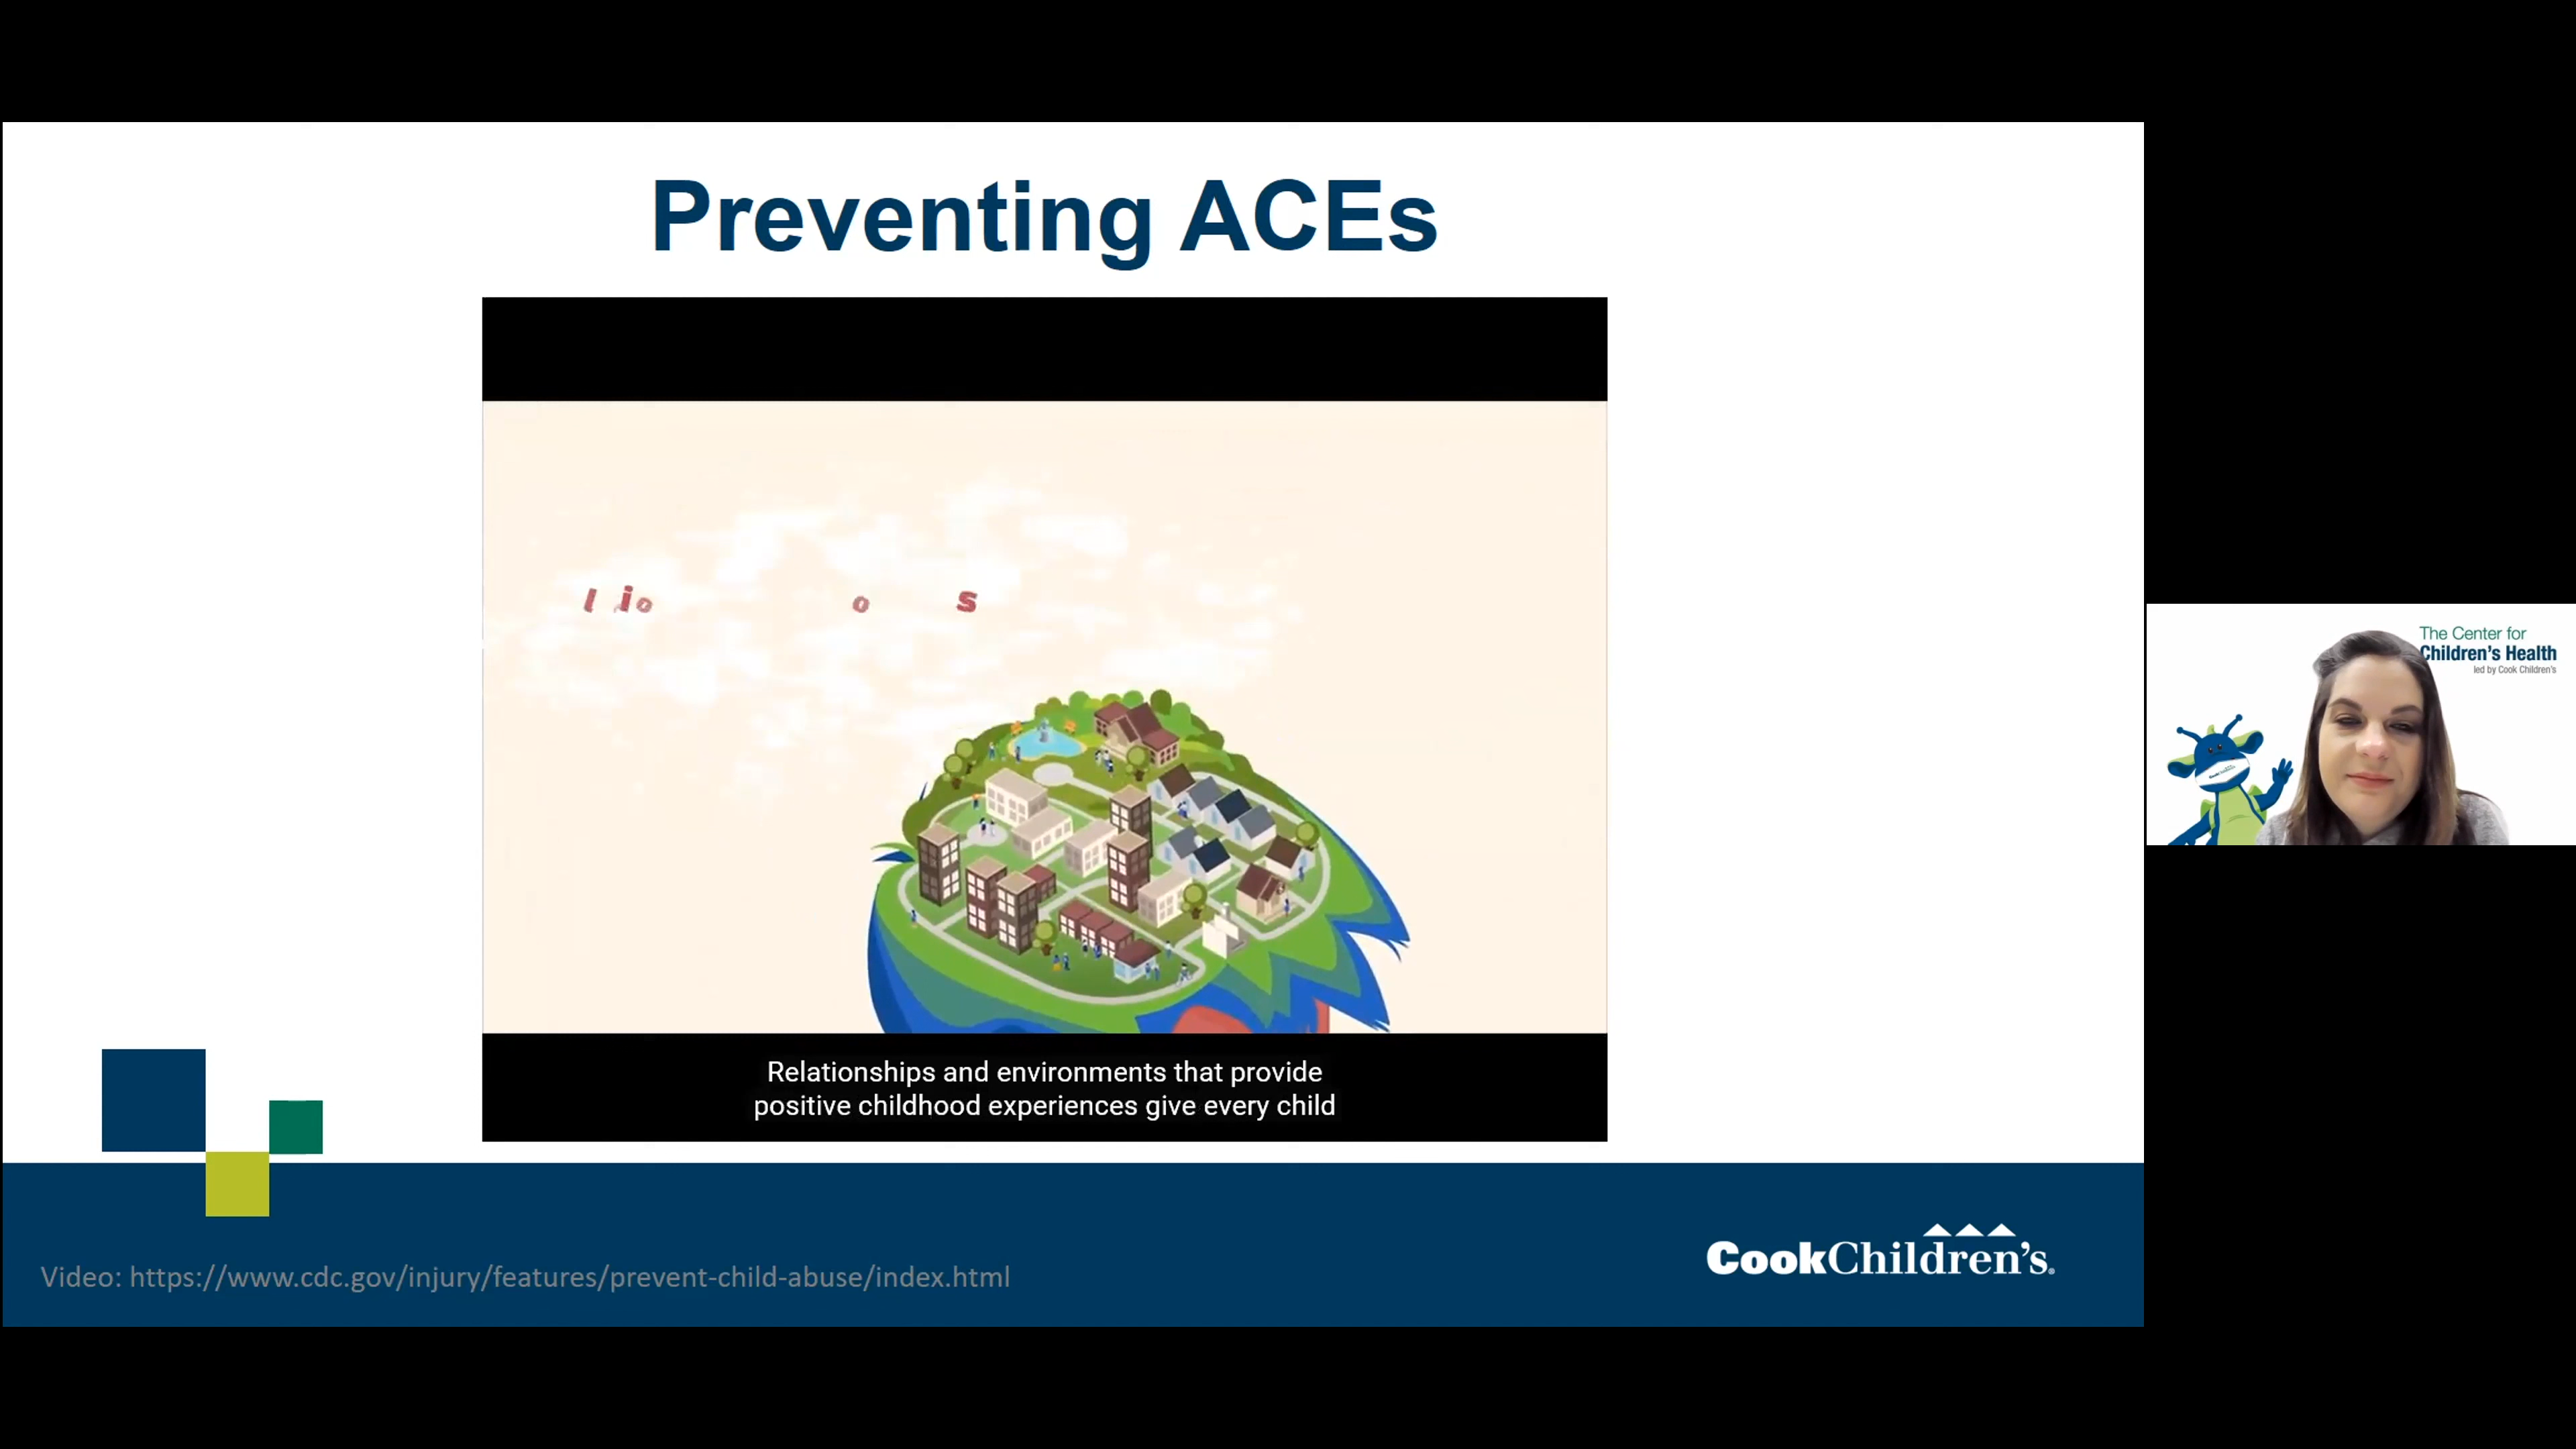 Preventing ACEs
l io o s
Relationships and environments that provide
positive childhood experiences give every child
The Center for
Children's Health
led by Cook Children's
Video: https://www.cdc.gov/injury/features/prevent-child-abuse/index.html
CookChildren's®